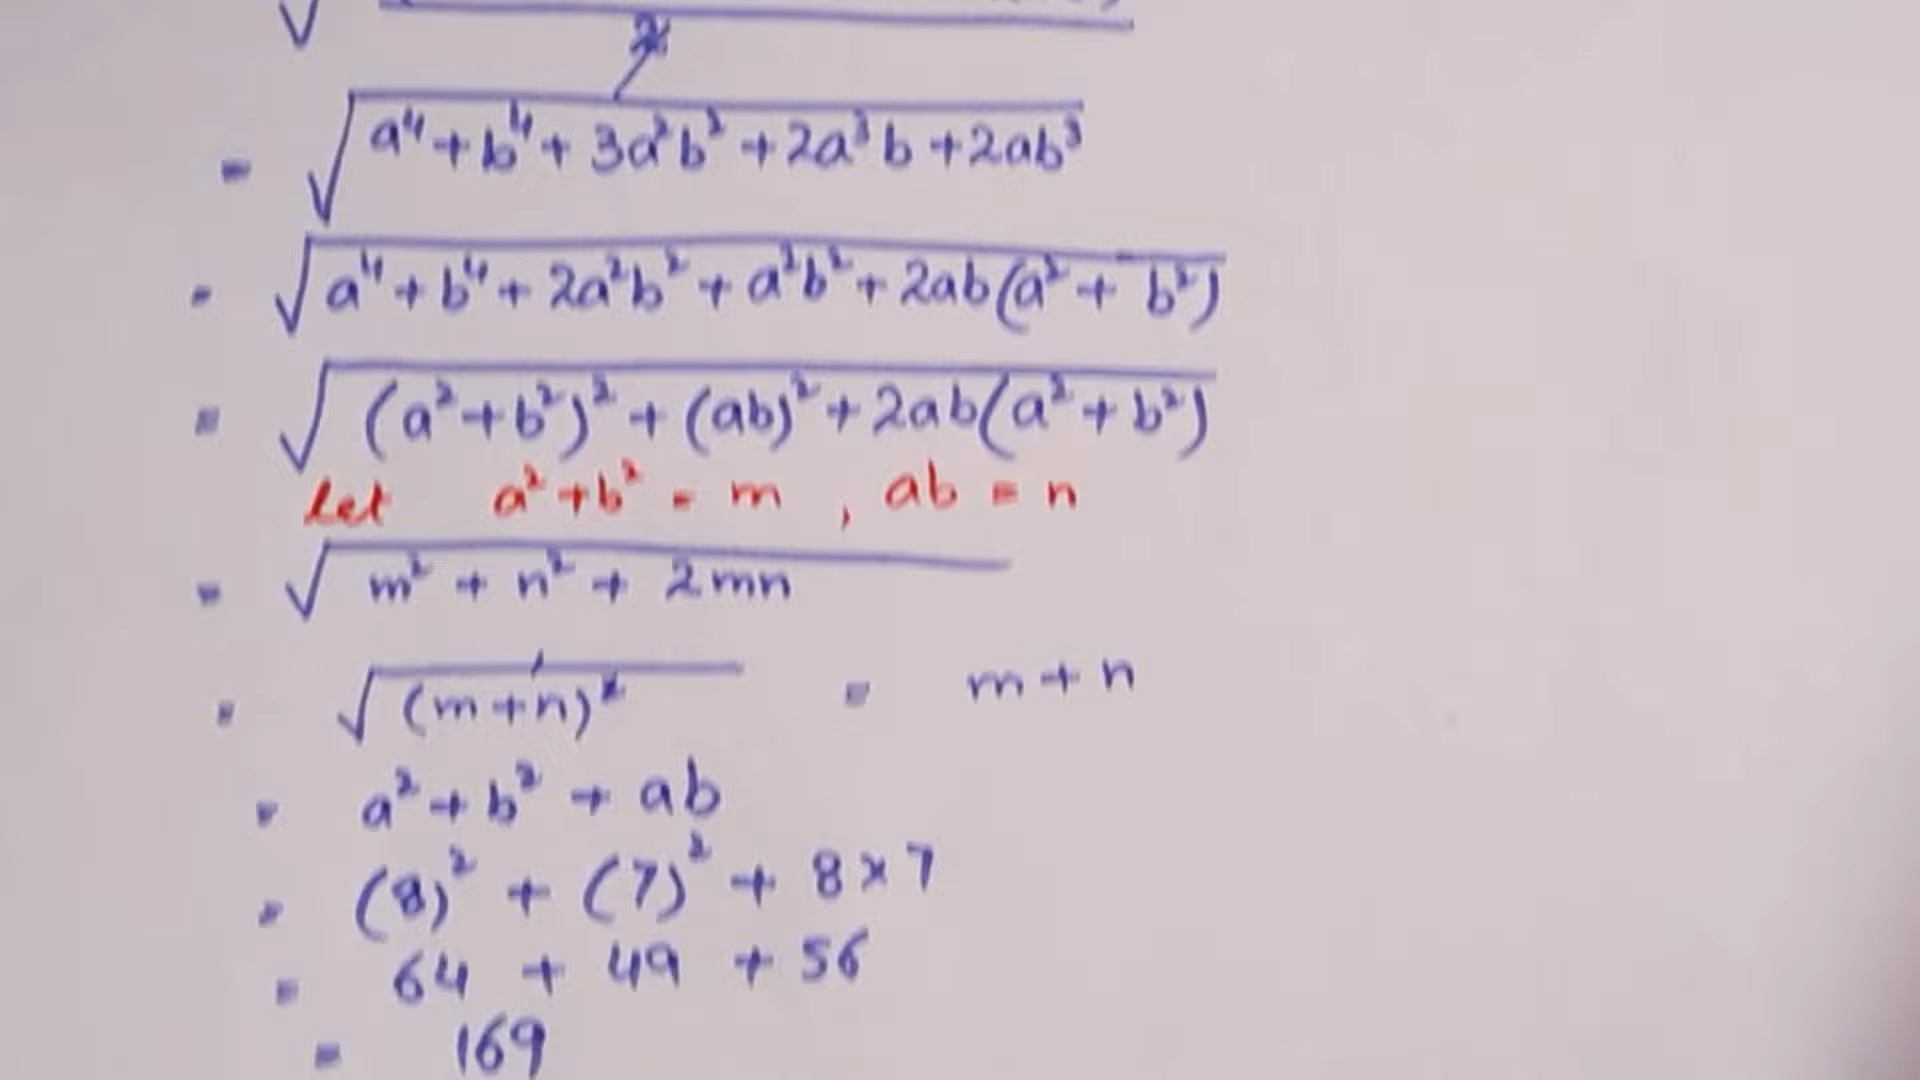 = √(a⁴ + b⁴ + 3a²b² + 2a³b + 2ab³)
= √(a⁴ + b⁴ + 2a²b² + a²b² + 2ab(a² + b²))
= √((a² + b²)² + (ab)² + 2ab(a² + b²))
Let a² + b² = m , ab = n
= √(m² + n² + 2mn)
= √((m + n)²) = m + n
= a² + b² + ab
= (8)² + (7)² + 8 × 7
= 64 + 49 + 56
= 169